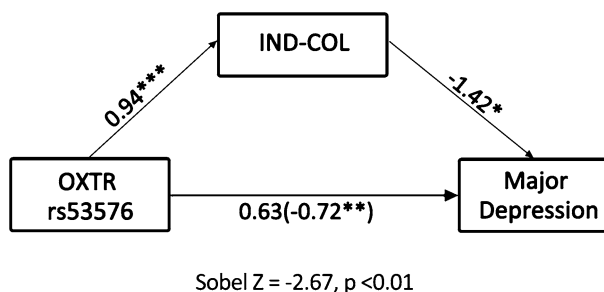 IND-COL
0.94***
-1.42*
OXTR
rs53576
Major
Depression
0.63(-0.72**)
Sobel Z = -2.67, p <0.01